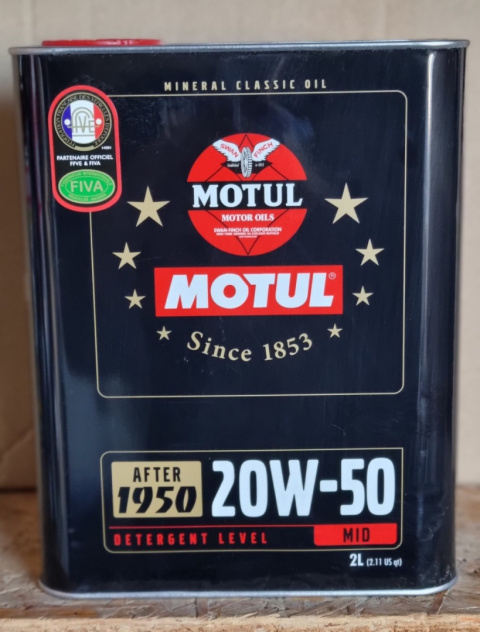 MINERAL CLASSIC OIL
FFVE
PARTENAIRE OFFICIEL
FFVE & FIVA
FIVA
SWAN FINCH
MOTUL
MOTOR OILS
SWAN-FINCH OIL CORPORATION
MOTUL®
Since 1853
AFTER
1950
20W-50
DETERGENT LEVEL
MID
2L (2.11 US qt)